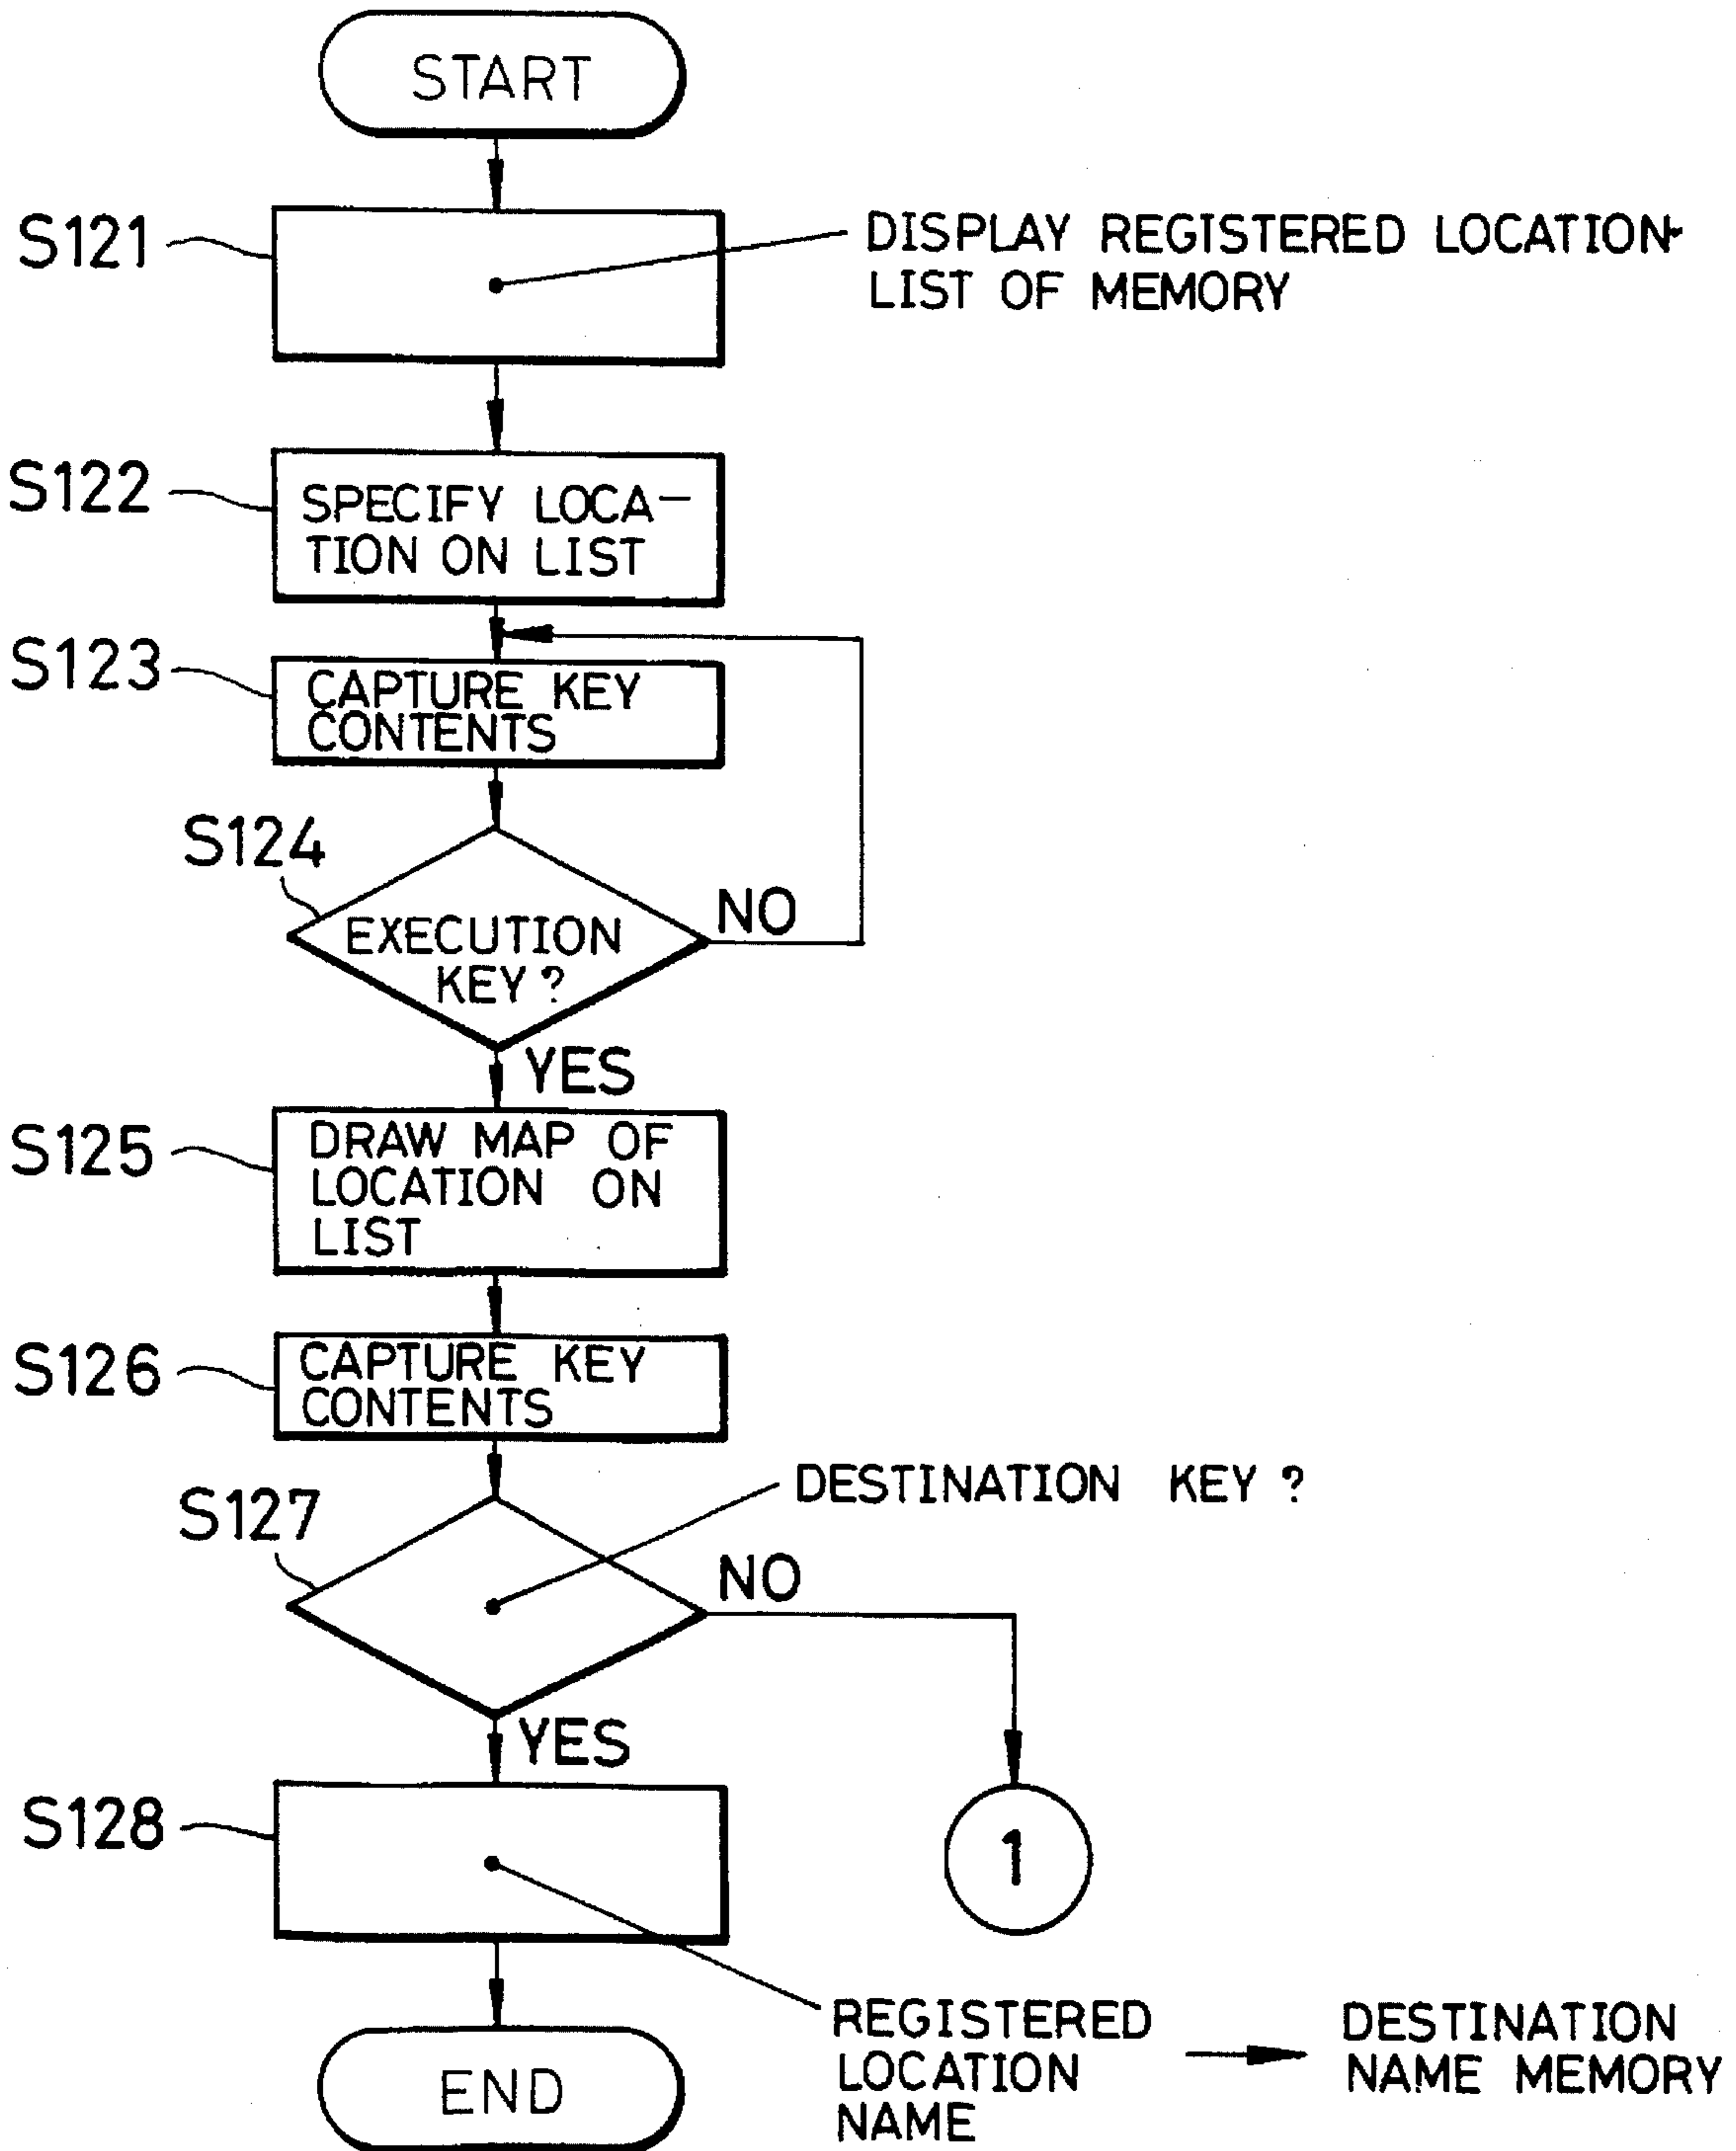 START
S121
DISPLAY REGISTERED LOCATION
LIST OF MEMORY
S122
SPECIFY LOCA-
TION ON LIST
S123
CAPTURE KEY
CONTENTS
S124
EXECUTION
KEY?
NO
YES
S125
DRAW MAP OF
LOCATION ON
LIST
S126
CAPTURE KEY
CONTENTS
S127
DESTINATION KEY?
NO
YES
S128
1
REGISTERED
LOCATION
NAME
DESTINATION
NAME MEMORY
END